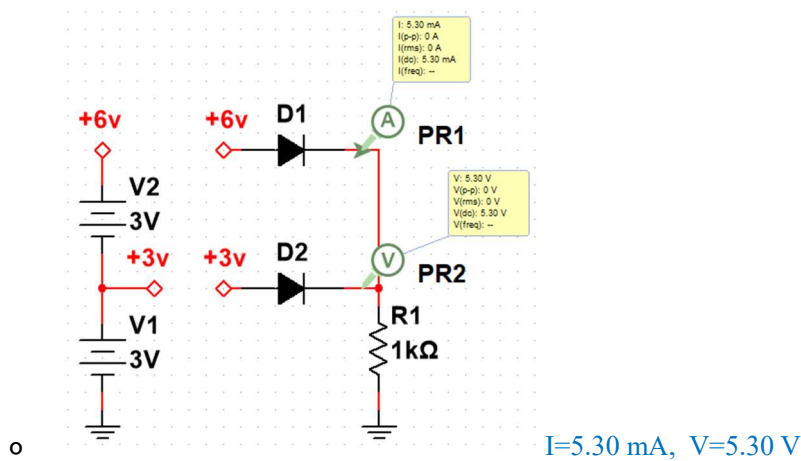 I: 5.30 mA
I(p-p): 0 A
I(rms): 0 A
I(dc): 5.30 mA
I(freq): --
+6v
+6v
D1
A
PR1
V2
3V
V: 5.30 V
V(p-p): 0 V
V(rms): 0 V
V(dc): 5.30 V
V(freq): --
+3v
+3v
D2
V
PR2
V1
3V
R1
1kΩ
o I=5.30 mA, V=5.30 V